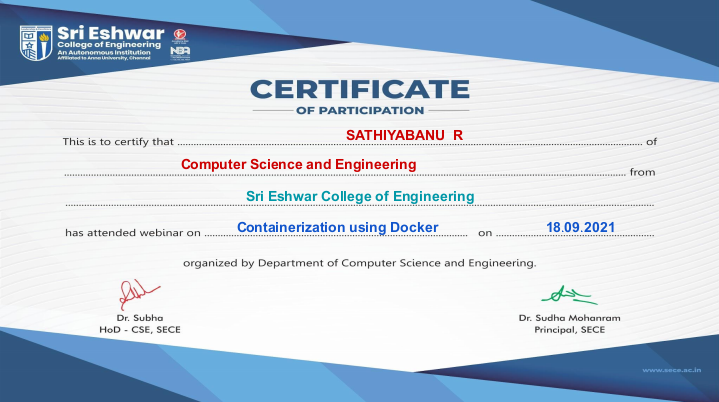 Sri Eshwar
College of Engineering
An Autonomous Institution
Affiliated to Anna University, Chennai
NBA
CERTIFICATE
OF PARTICIPATION
This is to certify that SATHIYABANU R of
Computer Science and Engineering from
Sri Eshwar College of Engineering
has attended webinar on Containerization using Docker on 18.09.2021
organized by Department of Computer Science and Engineering.
Dr. Subha
HoD - CSE, SECE
Dr. Sudha Mohanram
Principal, SECE
www.sece.ac.in